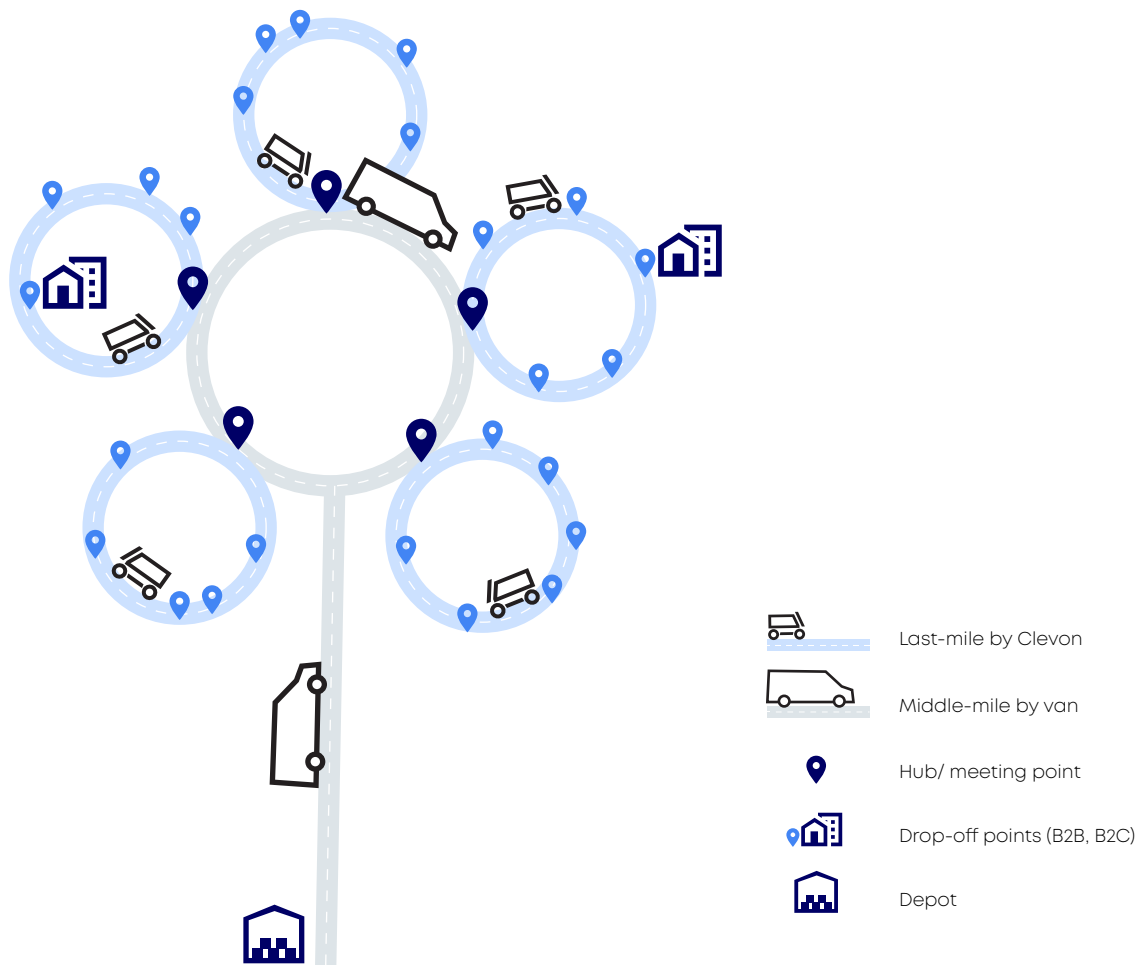 Last-mile by Clevon
Middle-mile by van
Hub/ meeting point
Drop-off points (B2B, B2C)
Depot